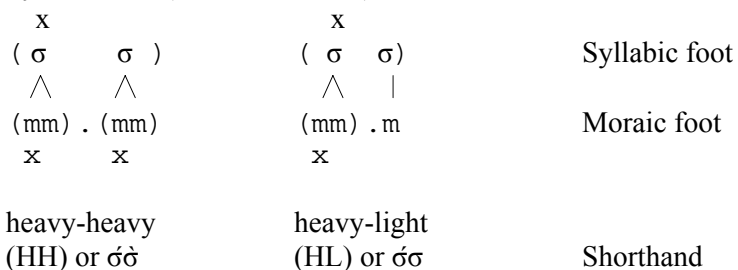 x x
( σ σ ) ( σ σ) Syllabic foot
(mm) . (mm) (mm) . m Moraic foot
x x x
heavy-heavy heavy-light
(HH) or σ́σ̀ (HL) or σ́σ Shorthand